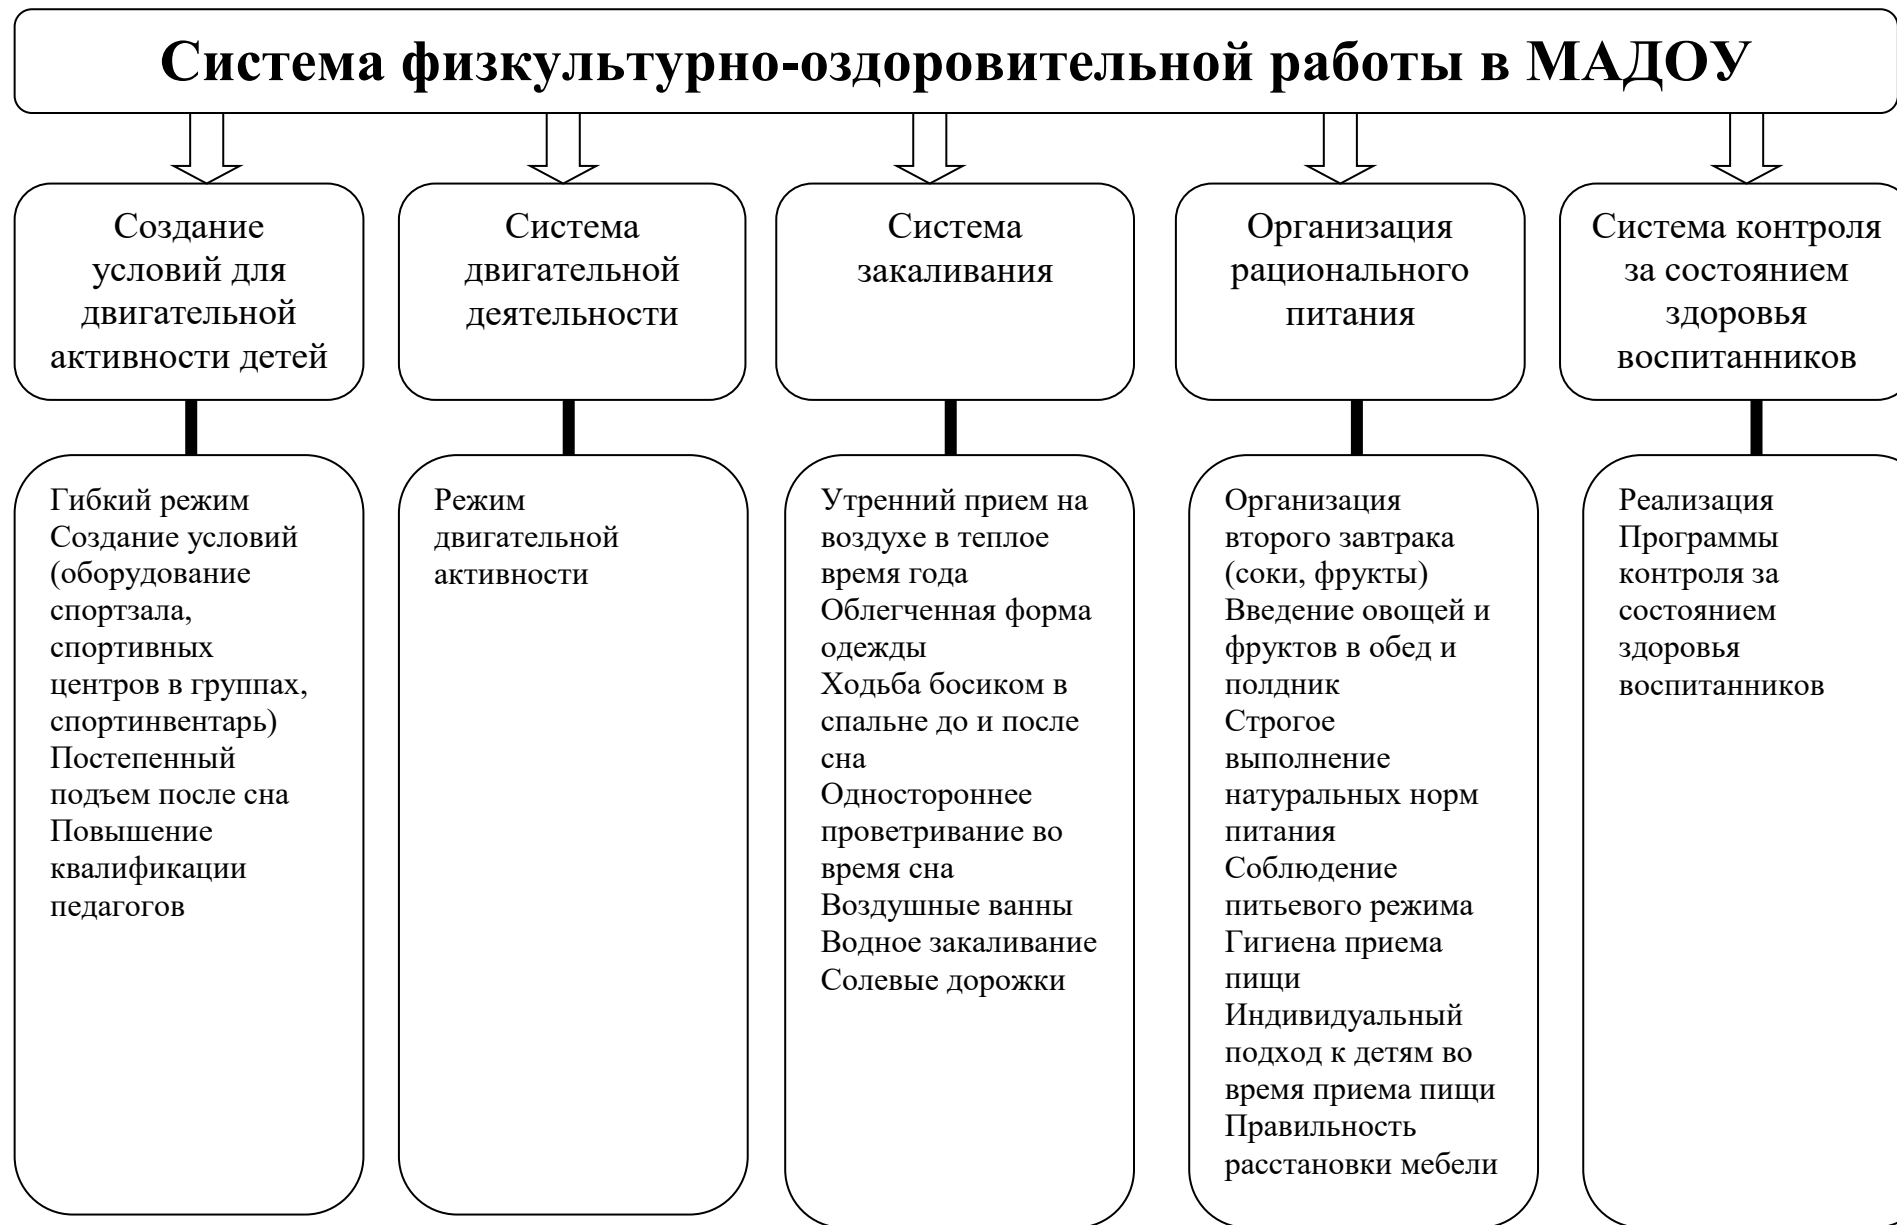 Система физкультурно-оздоровительной работы в МАДОУ
Создание
условий для
двигательной
активности детей
Система
двигательной
деятельности
Система
закаливания
Организация
рационального
питания
Система контроля
за состоянием
здоровья
воспитанников
Гибкий режим
Создание условий
(оборудование
спортзала,
спортивных
центров в группах,
спортинвентарь)
Постепенный
подъем после сна
Повышение
квалификации
педагогов
Режим
двигательной
активности
Утренний прием на
воздухе в теплое
время года
Облегченная форма
одежды
Ходьба босиком в
спальне до и после
сна
Одностороннее
проветривание во
время сна
Воздушные ванны
Водное закаливание
Солевые дорожки
Организация
второго завтрака
(соки, фрукты)
Введение овощей и
фруктов в обед и
полдник
Строгое
выполнение
натуральных норм
питания
Соблюдение
питьевого режима
Гигиена приема
пищи
Индивидуальный
подход к детям во
время приема пищи
Правильность
расстановки мебели
Реализация
Программы
контроля за
состоянием
здоровья
воспитанников